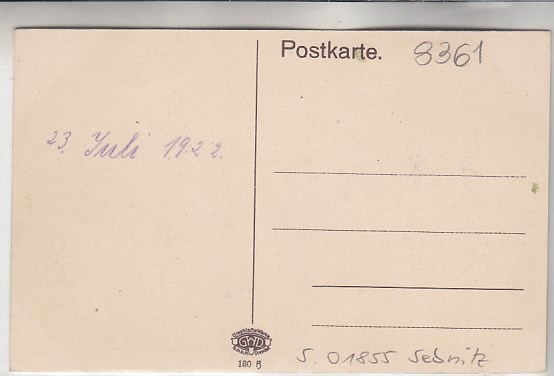 Postkarte. 8361
23. Juli 1922.
180
S. 01855 Sebnitz